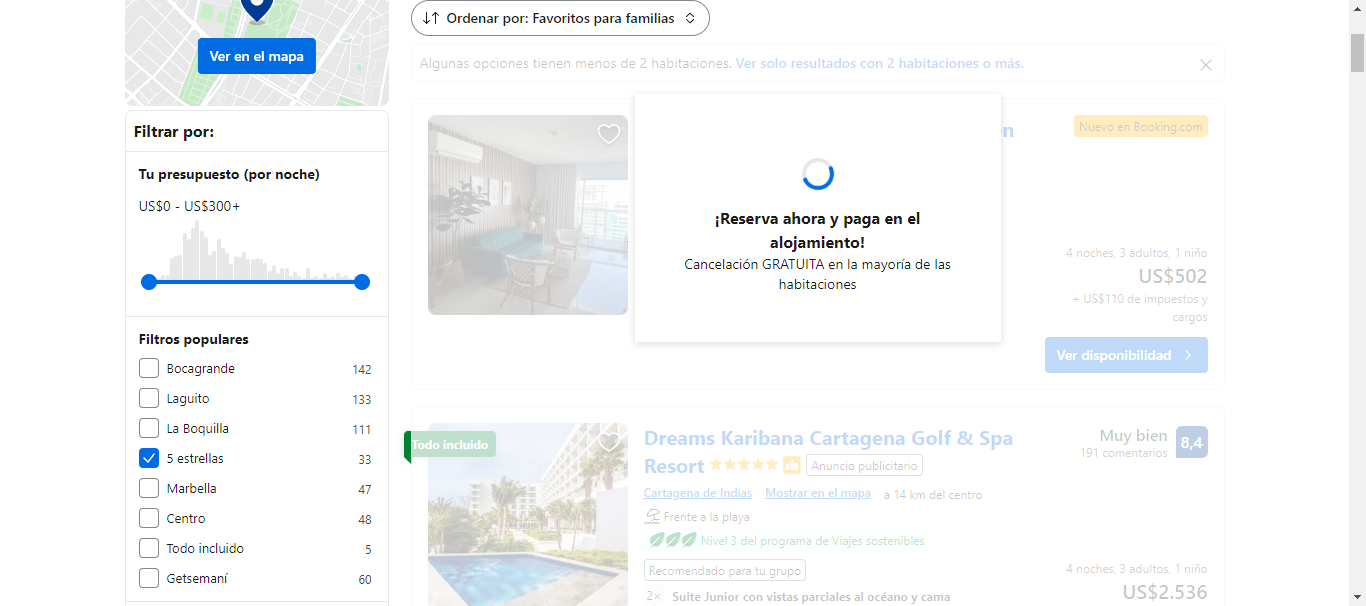 Ver en el mapa
Filtrar por:
Tu presupuesto (por noche)
US$0 - US$300+
Filtros populares
Bocagrande 142
Laguito 133
La Boquilla 111
5 estrellas 33
Marbella 47
Centro 48
Todo incluido 5
Getsemaní 60
Ordenar por: Favoritos para familias
Algunas opciones tienen menos de 2 habitaciones. Ver solo resultados con 2 habitaciones o más.
Nuevo en Booking.com
¡Reserva ahora y paga en el
alojamiento!
Cancelación GRATUITA en la mayoría de las
habitaciones
4 noches, 3 adultos, 1 niño
US$502
+ US$110 de impuestos y
cargos
Ver disponibilidad
Todo incluido
Dreams Karibana Cartagena Golf & Spa
Resort
Anuncio publicitario
Muy bien
191 comentarios
8,4
Cartagena de Indias Mostrar en el mapa a 14 km del centro
Frente a la playa
Nivel 3 del programa de Viajes sostenibles
Recomendado para tu grupo
2× Suite Junior con vistas parciales al océano y cama
4 noches, 3 adultos, 1 niño
US$2.536